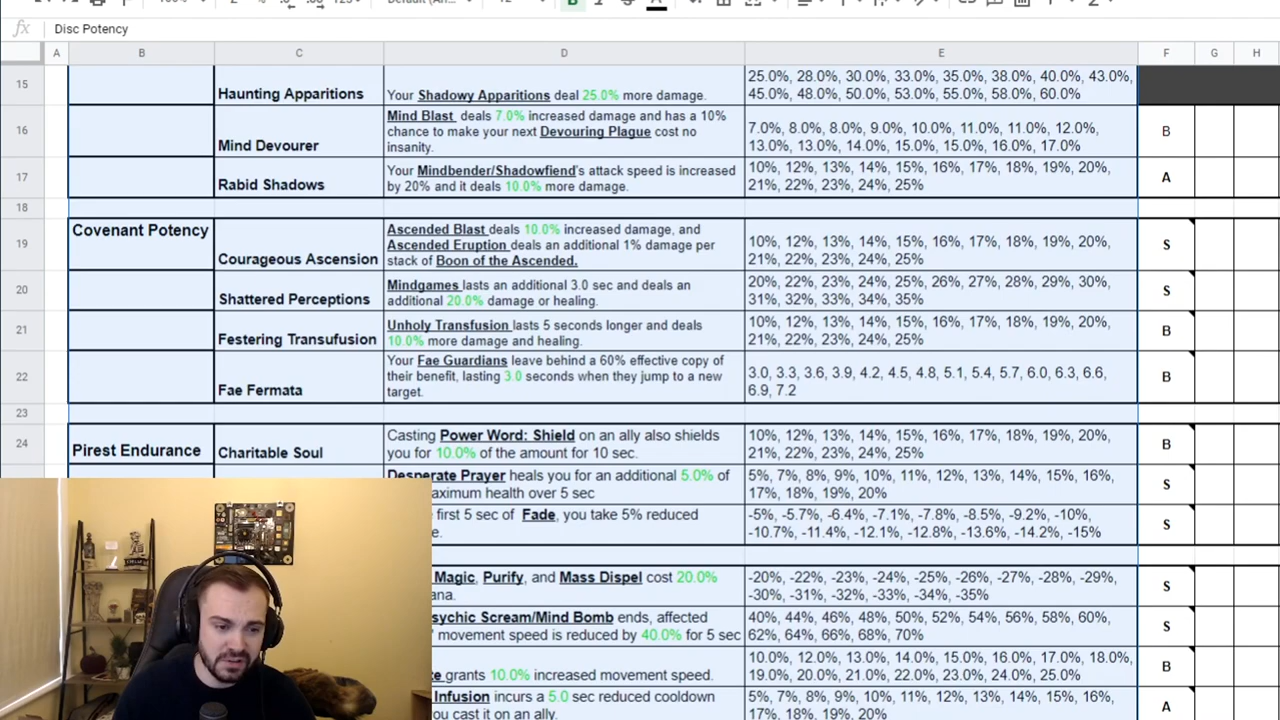 Disc Potency
A B C D E F G H
15 Haunting Apparitions Your Shadowy Apparitions deal 25.0% more damage. 25.0%, 28.0%, 30.0%, 33.0%, 35.0%, 38.0%, 40.0%, 43.0%,
45.0%, 48.0%, 50.0%, 53.0%, 55.0%, 58.0%, 60.0%
16 Mind Devourer Mind Blast deals 7.0% increased damage and has a 10%
chance to make your next Devouring Plague cost no
insanity.
7.0%, 8.0%, 8.0%, 9.0%, 10.0%, 11.0%, 11.0%, 12.0%,
13.0%, 13.0%, 14.0%, 15.0%, 15.0%, 16.0%, 17.0%
B
17 Rabid Shadows Your Mindbender/Shadowfiend's attack speed is increased
by 20% and it deals 10.0% more damage.
10%, 12%, 13%, 14%, 15%, 16%, 17%, 18%, 19%, 20%,
21%, 22%, 23%, 24%, 25%
A
18
19 Covenant Potency Courageous Ascension
Ascended Blast deals 10.0% increased damage, and
Ascended Eruption deals an additional 1% damage per
stack of Boon of the Ascended.
10%, 12%, 13%, 14%, 15%, 16%, 17%, 18%, 19%, 20%,
21%, 22%, 23%, 24%, 25%
S
20 Shattered Perceptions Mindgames lasts an additional 3.0 sec and deals an
additional 20.0% damage or healing.
20%, 22%, 23%, 24%, 25%, 26%, 27%, 28%, 29%, 30%,
31%, 32%, 33%, 34%, 35%
S
21 Festering Transufusion Unholy Transfusion lasts 5 seconds longer and deals
10.0% more damage and healing.
10%, 12%, 13%, 14%, 15%, 16%, 17%, 18%, 19%, 20%,
21%, 22%, 23%, 24%, 25%
B
22 Fae Fermata Your Fae Guardians leave behind a 60% effective copy of
their benefit, lasting 3.0 seconds when they jump to a new
target.
3.0, 3.3, 3.6, 3.9, 4.2, 4.5, 4.8, 5.1, 5.4, 5.7, 6.0, 6.3, 6.6,
6.9, 7.2
B
23
24 Pirest Endurance Charitable Soul Casting Power Word: Shield on an ally also shields
you for 10.0% of the amount for 10 sec.
10%, 12%, 13%, 14%, 15%, 16%, 17%, 18%, 19%, 20%,
21%, 22%, 23%, 24%, 25%
B
Desperate Prayer heals you for an additional 5.0% of
aximum health over 5 sec
5%, 7%, 8%, 9%, 10%, 11%, 12%, 13%, 14%, 15%, 16%,
17%, 18%, 19%, 20%
S
first 5 sec of Fade, you take 5% reduced
e.
-5%, -5.7%, -6.4%, -7.1%, -7.8%, -8.5%, -9.2%, -10%,
-10.7%, -11.4%, -12.1%, -12.8%, -13.6%, -14.2%, -15%
S
Magic, Purify, and Mass Dispel cost 20.0%
ana.
-20%, -22%, -23%, -24%, -25%, -26%, -27%, -28%, -29%,
-30%, -31%, -32%, -33%, -34%, -35%
S
sychic Scream/Mind Bomb ends, affected
' movement speed is reduced by 40.0% for 5 sec
40%, 44%, 46%, 48%, 50%, 52%, 54%, 56%, 58%, 60%,
62%, 64%, 66%, 68%, 70%
S
grants 10.0% increased movement speed.
10.0%, 12.0%, 13.0%, 14.0%, 15.0%, 16.0%, 17.0%, 18.0%,
19.0%, 20.0%, 21.0%, 22.0%, 23.0%, 24.0%, 25.0%
B
Infusion incurs a 5.0 sec reduced cooldown
ou cast it on an ally.
5%, 7%, 8%, 9%, 10%, 11%, 12%, 13%, 14%, 15%, 16%,
17%, 18%, 19%, 20%
A